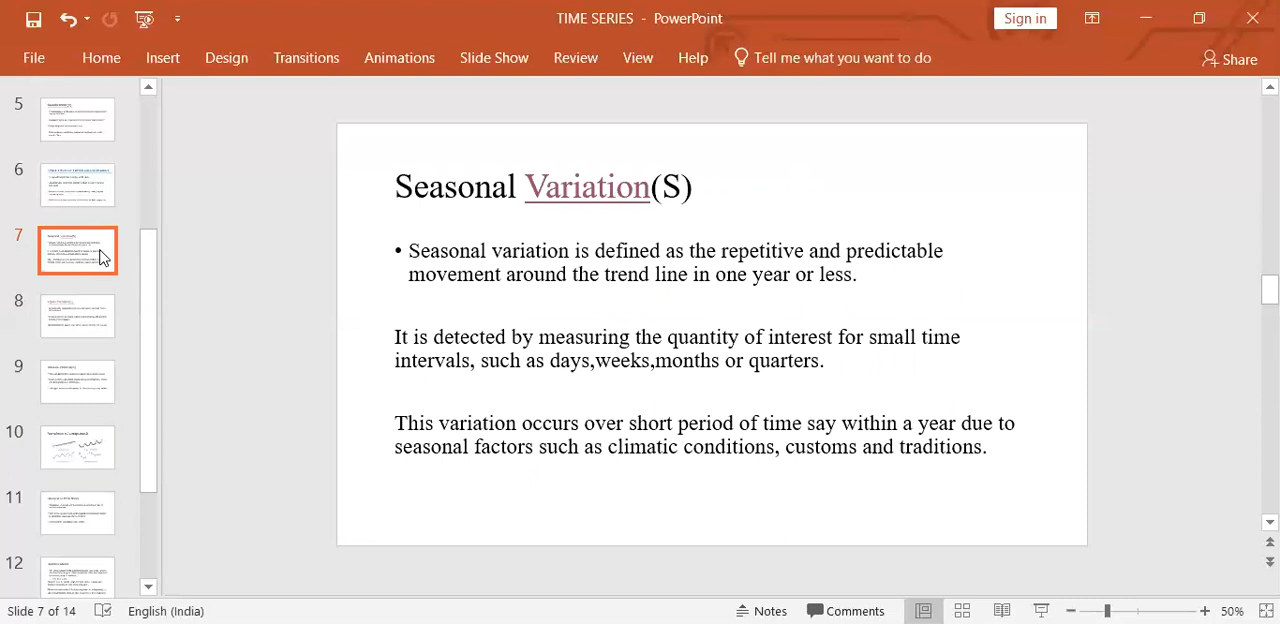 TIME SERIES - PowerPoint
Sign in
File Home Insert Design Transitions Animations Slide Show Review View Help Tell me what you want to do Share
5
6
7
8
9
10
11
12
Seasonal Variation(S)
• Seasonal variation is defined as the repetitive and predictable
movement around the trend line in one year or less.
It is detected by measuring the quantity of interest for small time
intervals, such as days,weeks,months or quarters.
This variation occurs over short period of time say within a year due to
seasonal factors such as climatic conditions, customs and traditions.
Slide 7 of 14 English (India) Notes Comments 50%